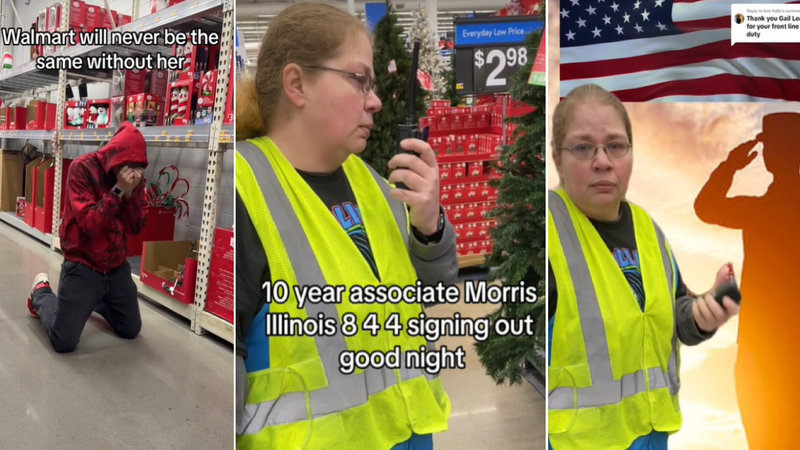 Walmart will never be the
same without her
10 year associate Morris
Illinois 8 4 4 signing out
good night
Everyday Low Price
$2 98
Thank you Gail Le
for your front line
duty